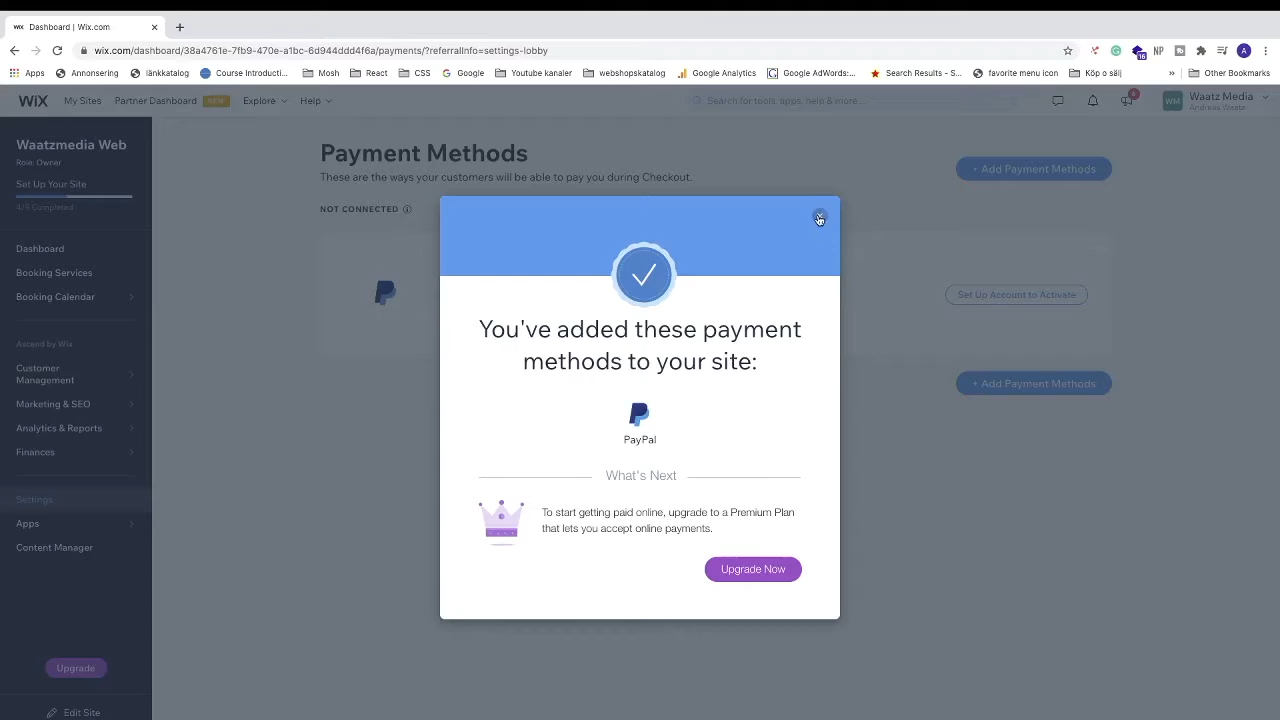 WiX Dashboard | Wix.com
wix.com/dashboard/38a4761e-7fb9-470e-a1bc-6d944ddd4f6a/payments/?referralInfo=settings-lobby
NP
16
A
Apps Annonsering länkkatalog Course Introducti... Mosh React CSS Google Youtube kanaler webbshopskatalog Google Analytics Google AdWords:... Search Results - S... favorite menu icon Köp o sälj » Other Bookmarks
WiX My Sites Partner Dashboard NEW Explore Help Search for tools, apps, help & more... WM Waatz Media
Andreas Waatz
Waatzmedia Web
Role: Owner
Set Up Your Site
Completed
Dashboard
Booking Services
Booking Calendar
Ascend by Wix
Customer
Management
Marketing & SEO
Analytics & Reports
Finances
Settings
Apps
Content Manager
Upgrade
Edit Site
Payment Methods
These are the ways your customers will be able to pay you during Checkout.
+ Add Payment Methods
NOT CONNECTED
Set Up Account to Activate
+ Add Payment Methods
You've added these payment
methods to your site:
PayPal
What's Next
To start getting paid online, upgrade to a Premium Plan
that lets you accept online payments.
Upgrade Now